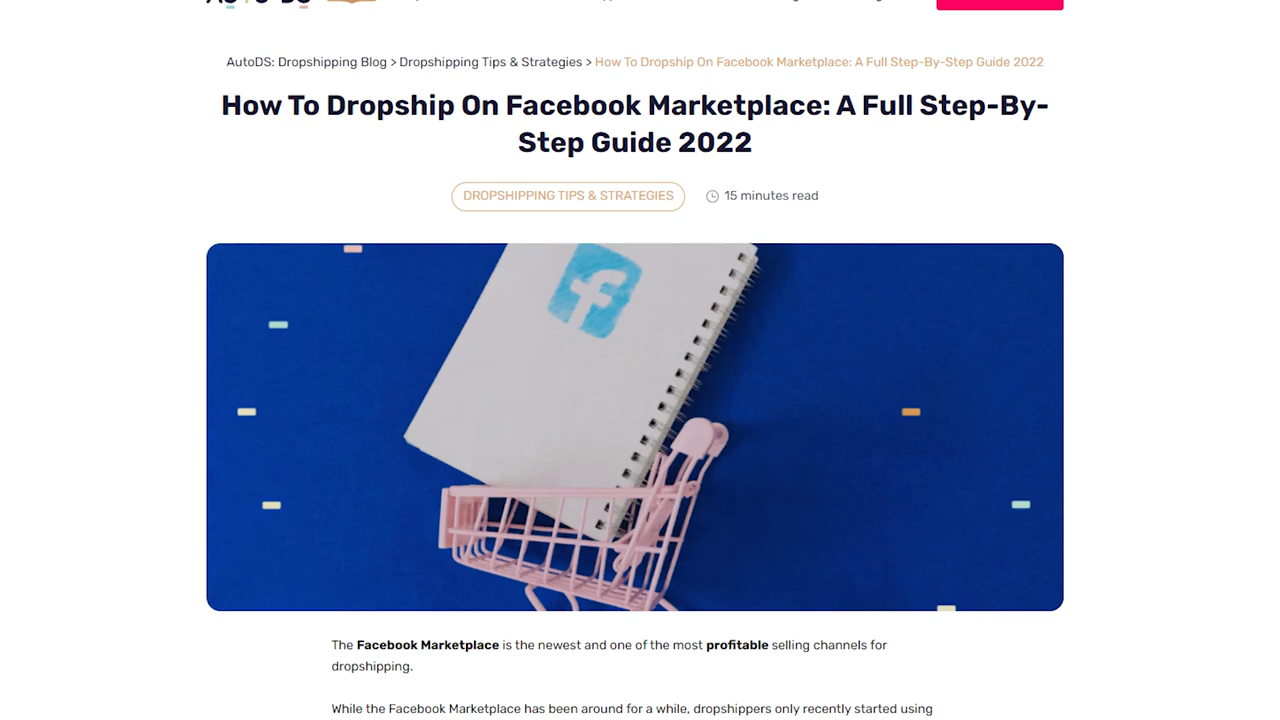 AutoDS: Dropshipping Blog > Dropshipping Tips & Strategies > How To Dropship On Facebook Marketplace: A Full Step-By-Step Guide 2022
How To Dropship On Facebook Marketplace: A Full Step-By-
Step Guide 2022
DROPSHIPPING TIPS & STRATEGIES
15 minutes read
f
The Facebook Marketplace is the newest and one of the most profitable selling channels for
dropshipping.
While the Facebook Marketplace has been around for a while, dropshippers only recently started using